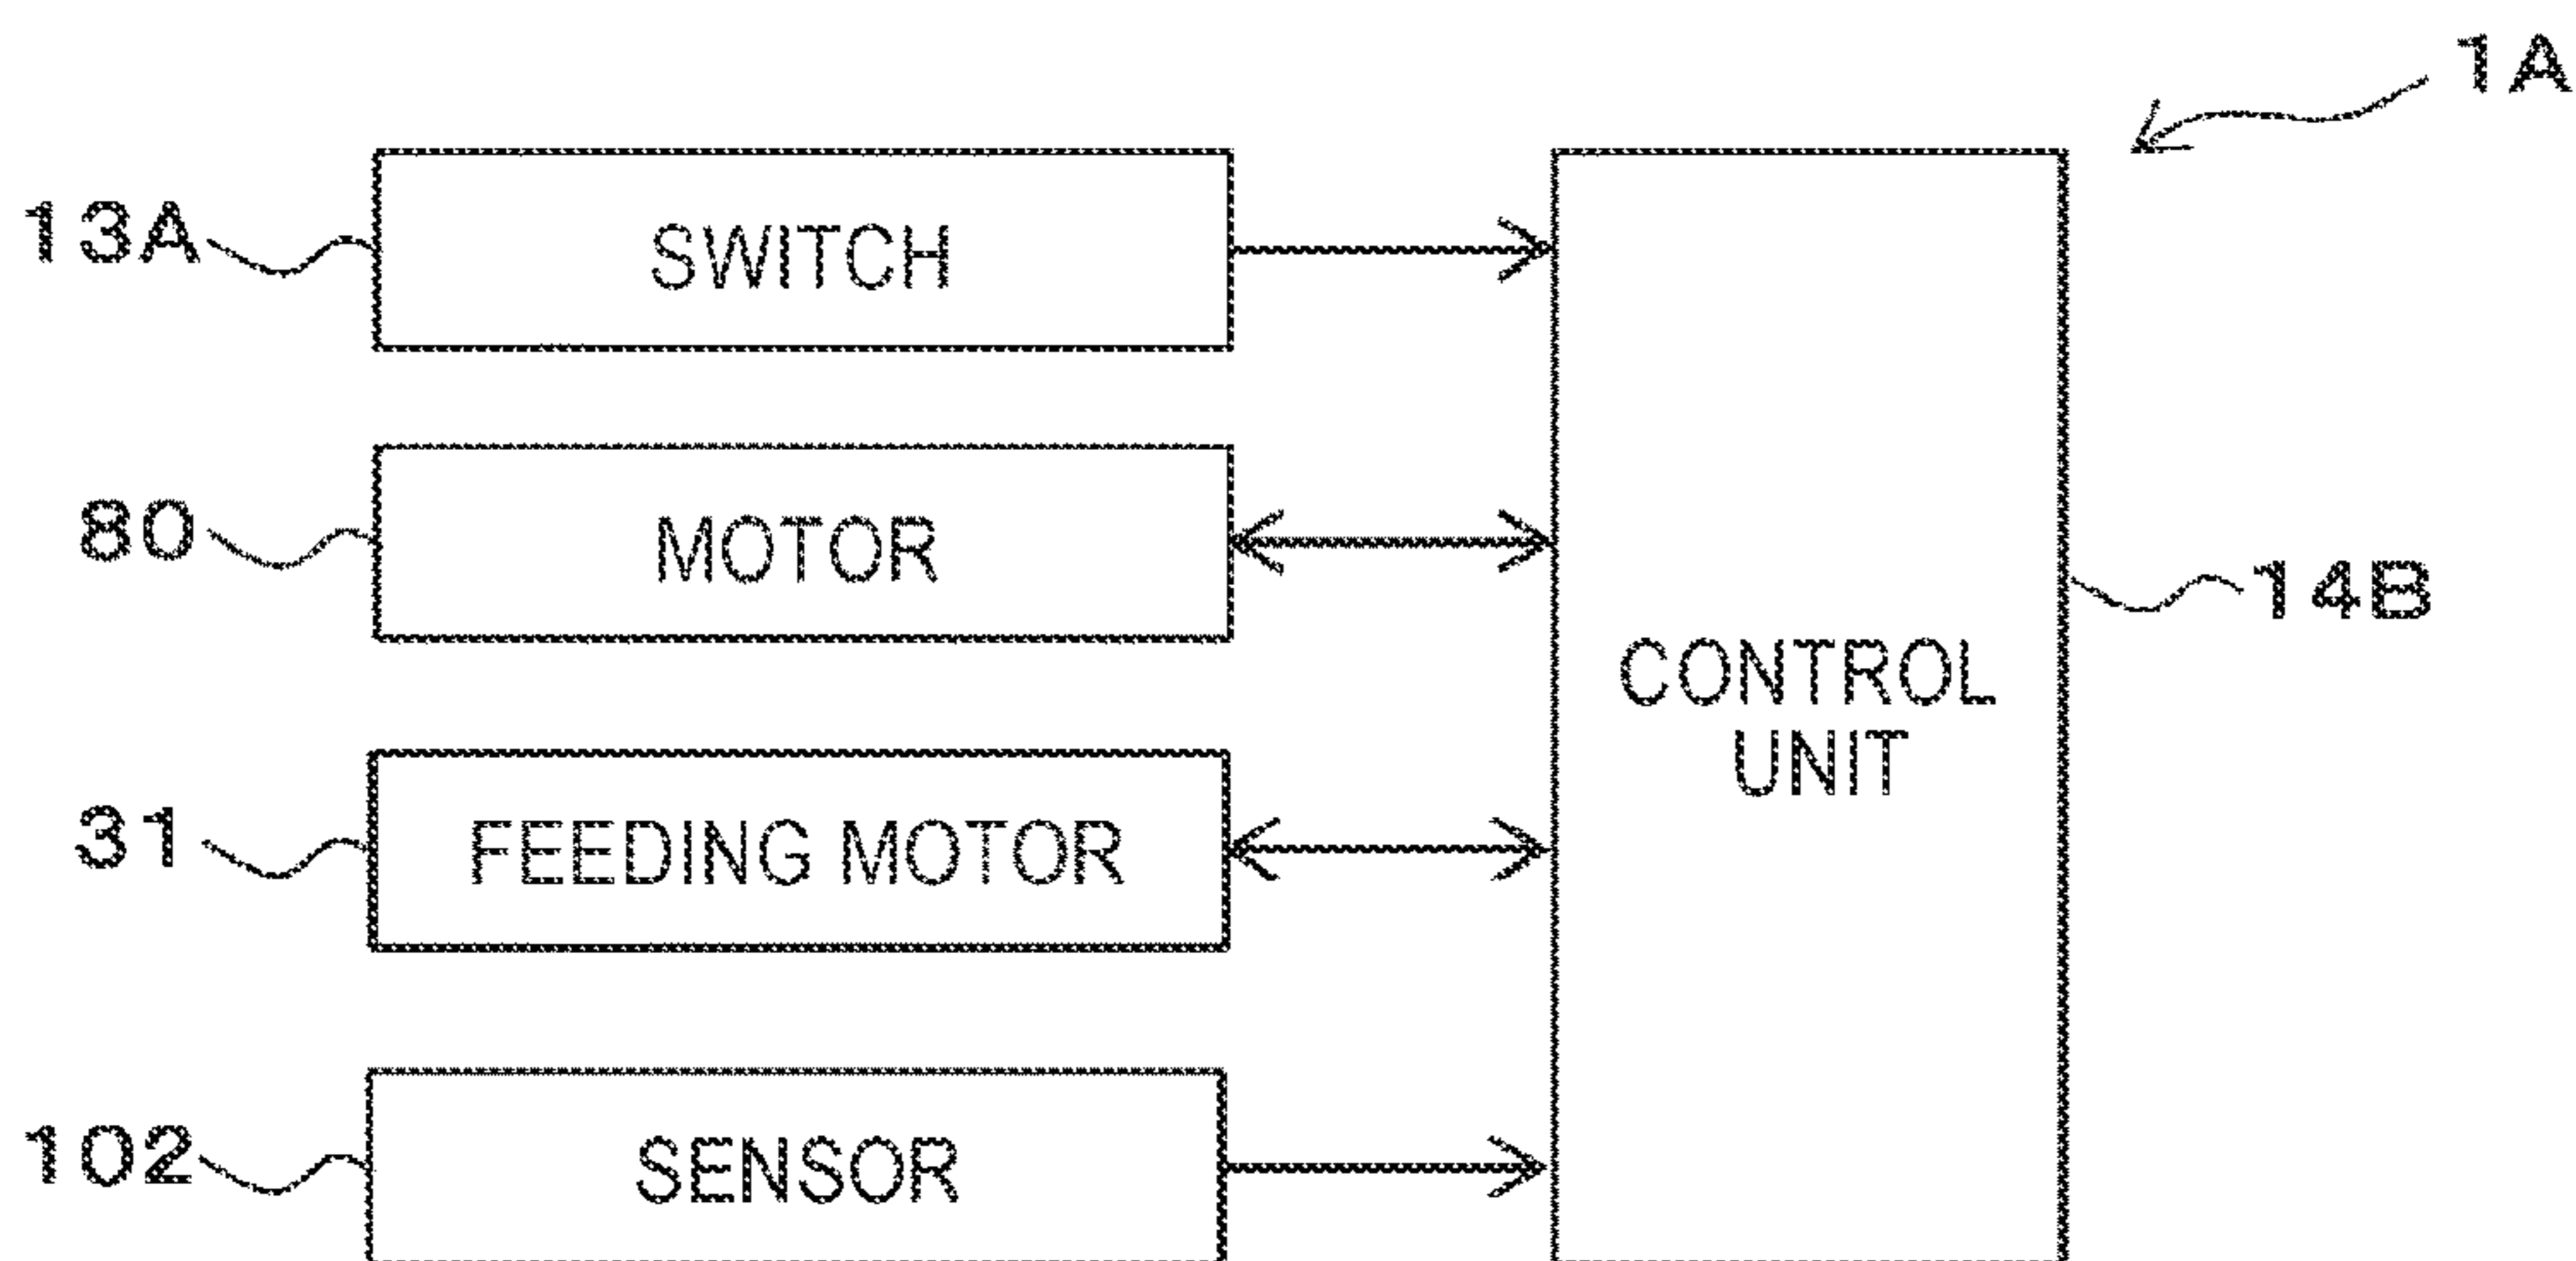 1A
13A
SWITCH
80
MOTOR
14B
CONTROL
UNIT
31
FEEDING MOTOR
102
SENSOR